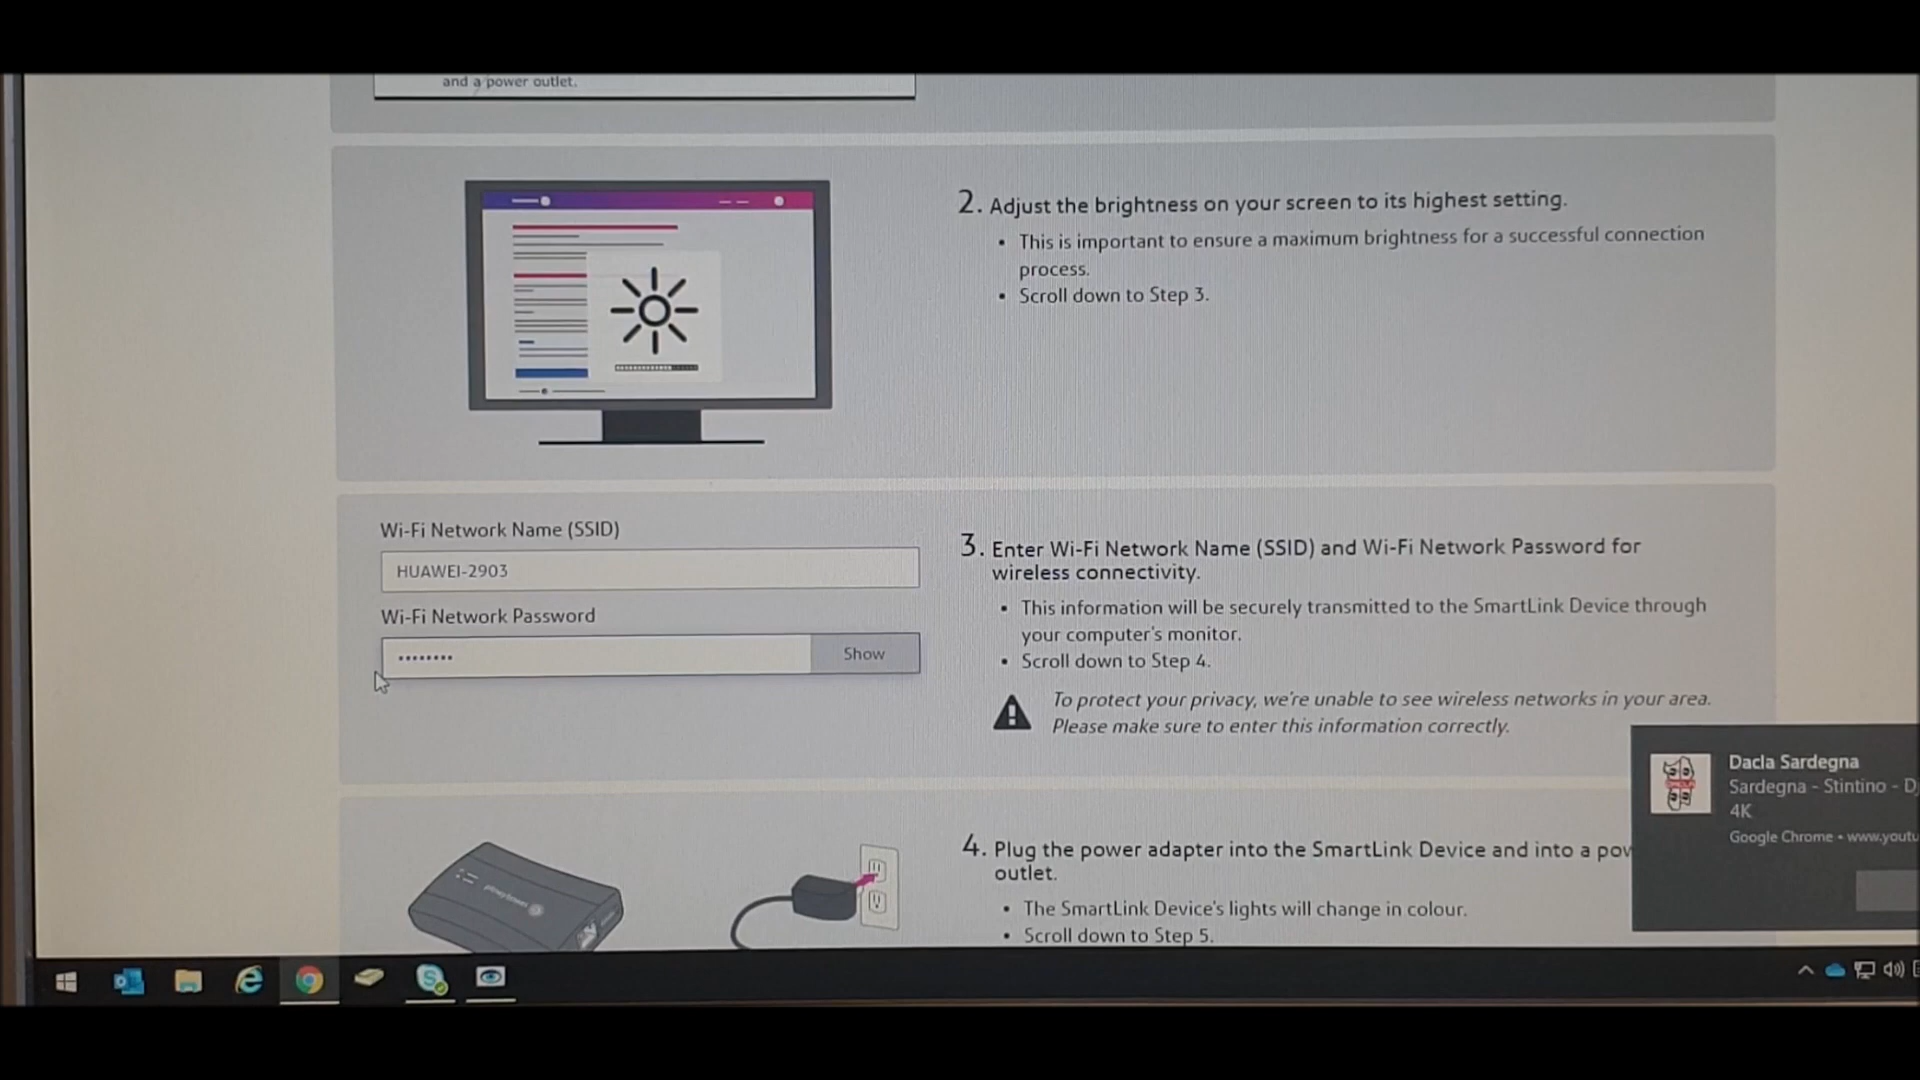 and a power outlet.
2. Adjust the brightness on your screen to its highest setting.
• This is important to ensure a maximum brightness for a successful connection
process.
• Scroll down to Step 3.
Wi-Fi Network Name (SSID)
HUAWEI-2903
Wi-Fi Network Password
••••••••
Show
3. Enter Wi-Fi Network Name (SSID) and Wi-Fi Network Password for
wireless connectivity.
• This information will be securely transmitted to the SmartLink Device through
your computer's monitor.
• Scroll down to Step 4.
To protect your privacy, we're unable to see wireless networks in your area.
Please make sure to enter this information correctly.
pitney bowes
4. Plug the power adapter into the SmartLink Device and into a pow
outlet.
• The SmartLink Device's lights will change in colour.
• Scroll down to Step 5.
Dacla Sardegna
Sardegna - Stintino - Dj
4K
Google Chrome • www.youtu